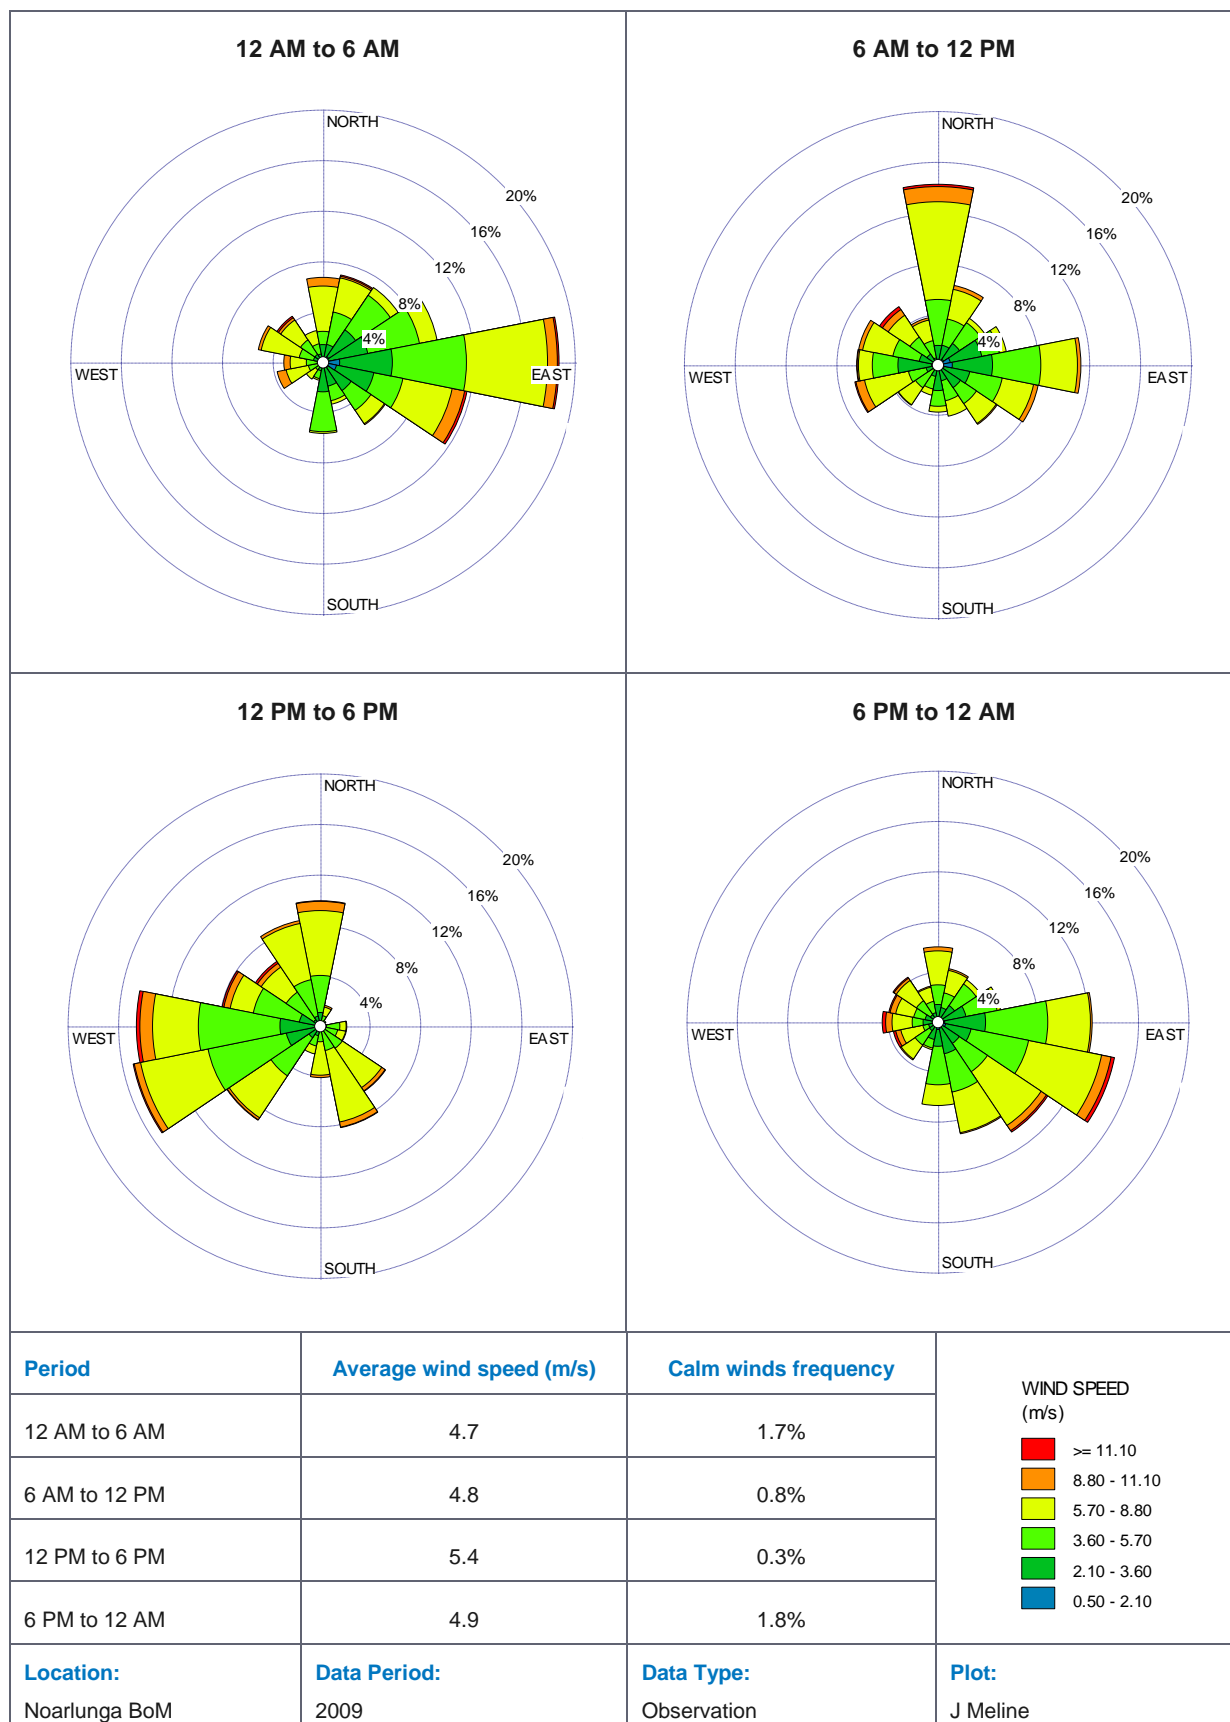 12 AM to 6 AM
NORTH
20%
16%
12%
8%
4%
WEST
EAST
SOUTH
6 AM to 12 PM
NORTH
20%
16%
12%
8%
4%
WEST
EAST
SOUTH
12 PM to 6 PM
NORTH
20%
16%
12%
8%
4%
WEST
EAST
SOUTH
6 PM to 12 AM
NORTH
20%
16%
12%
8%
4%
WEST
EAST
SOUTH
Period Average wind speed (m/s) Calm winds frequency
12 AM to 6 AM 4.7 1.7%
6 AM to 12 PM 4.8 0.8%
12 PM to 6 PM 5.4 0.3%
6 PM to 12 AM 4.9 1.8%
WIND SPEED
(m/s)
>= 11.10
8.80 - 11.10
5.70 - 8.80
3.60 - 5.70
2.10 - 3.60
0.50 - 2.10
Location: Data Period: Data Type: Plot:
Noarlunga BoM 2009 Observation J Meline